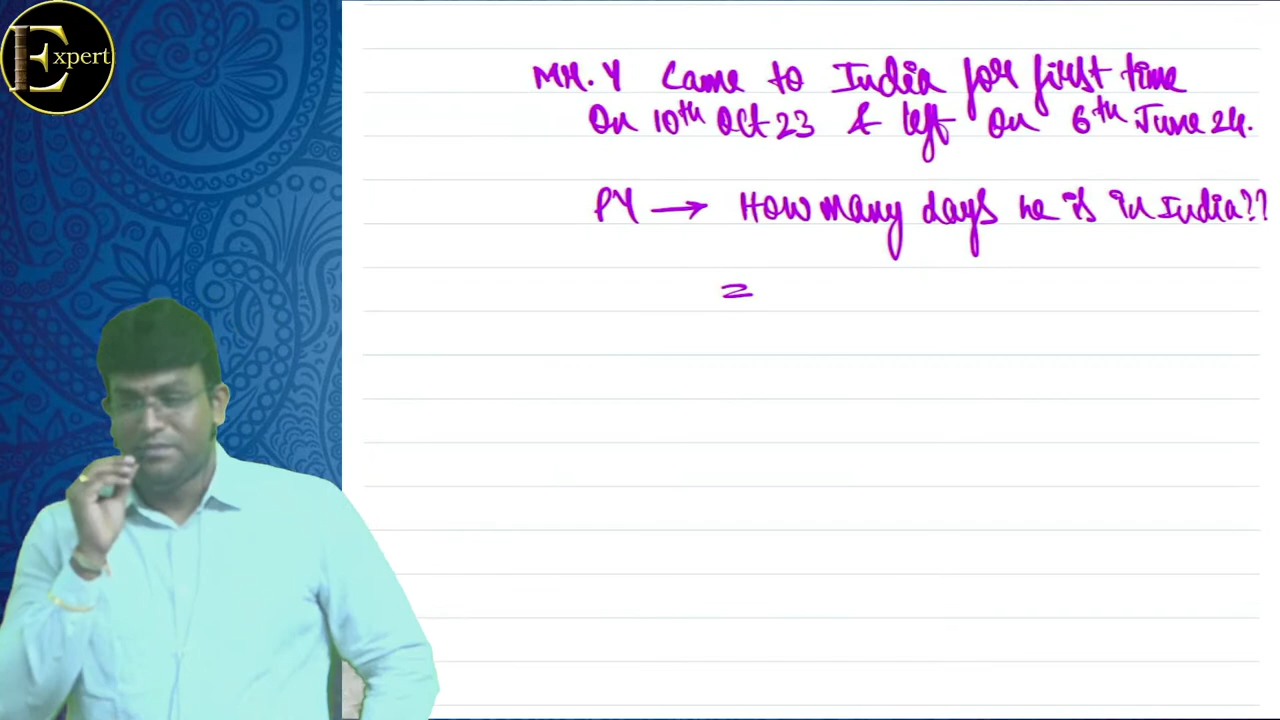 Expert
MR. Y Came to India for first time
On 10th Oct 23 & left on 6th June 24.
PY → How many days he is in India??
=